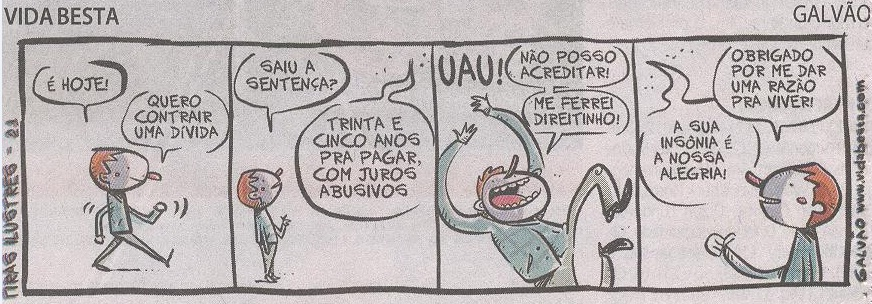 VIDA BESTA
GALVÃO
É HOJE!
QUERO
CONTRAIR
UMA DÍVIDA
SAIU A
SENTENÇA?
TRINTA E
CINCO ANOS
PRA PAGAR,
COM JUROS
ABUSIVOS
UAU!
NÃO POSSO
ACREDITAR!
ME FERREI
DIREITINHO!
A SUA
INSÔNIA É
A NOSSA
ALEGRIA!
OBRIGADO
POR ME DAR
UMA RAZÃO
PRA VIVER!
TIRAS ILUSTRES - 21
GALVÃO www.vidabesta.com